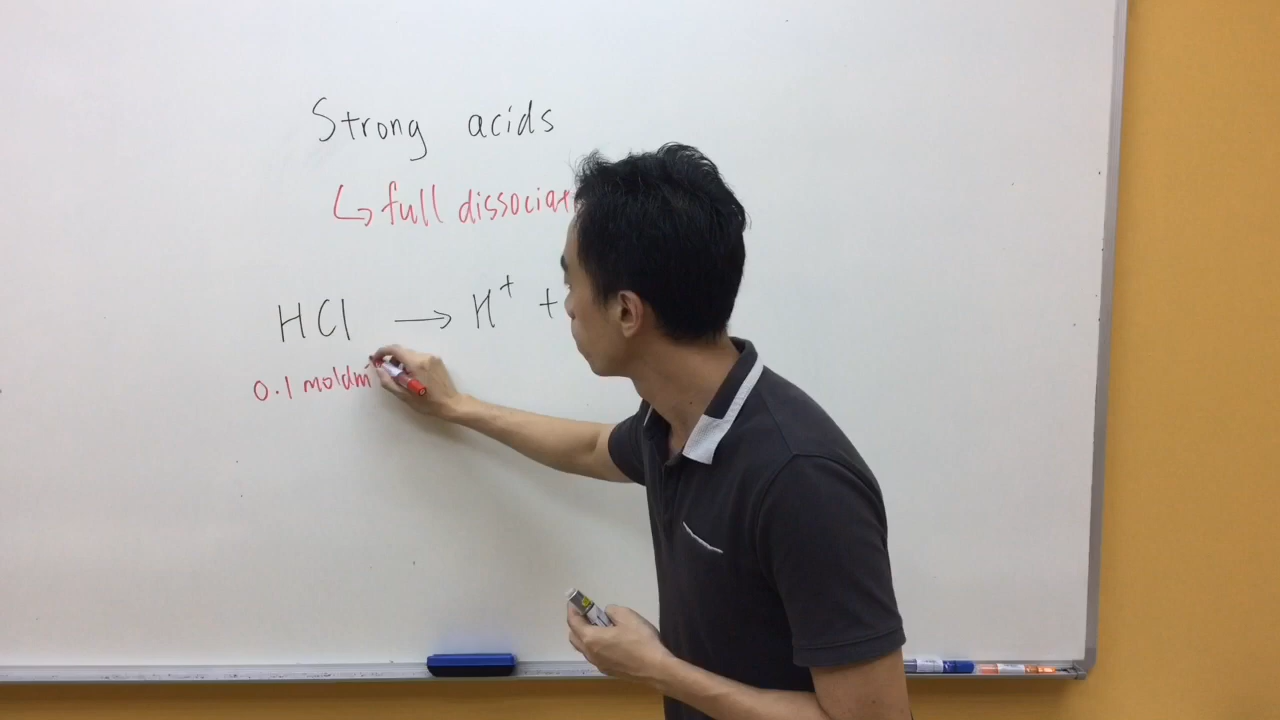 Strong acids
↳ full dissociat
HCl → H⁺ +
0.1 moldm⁻